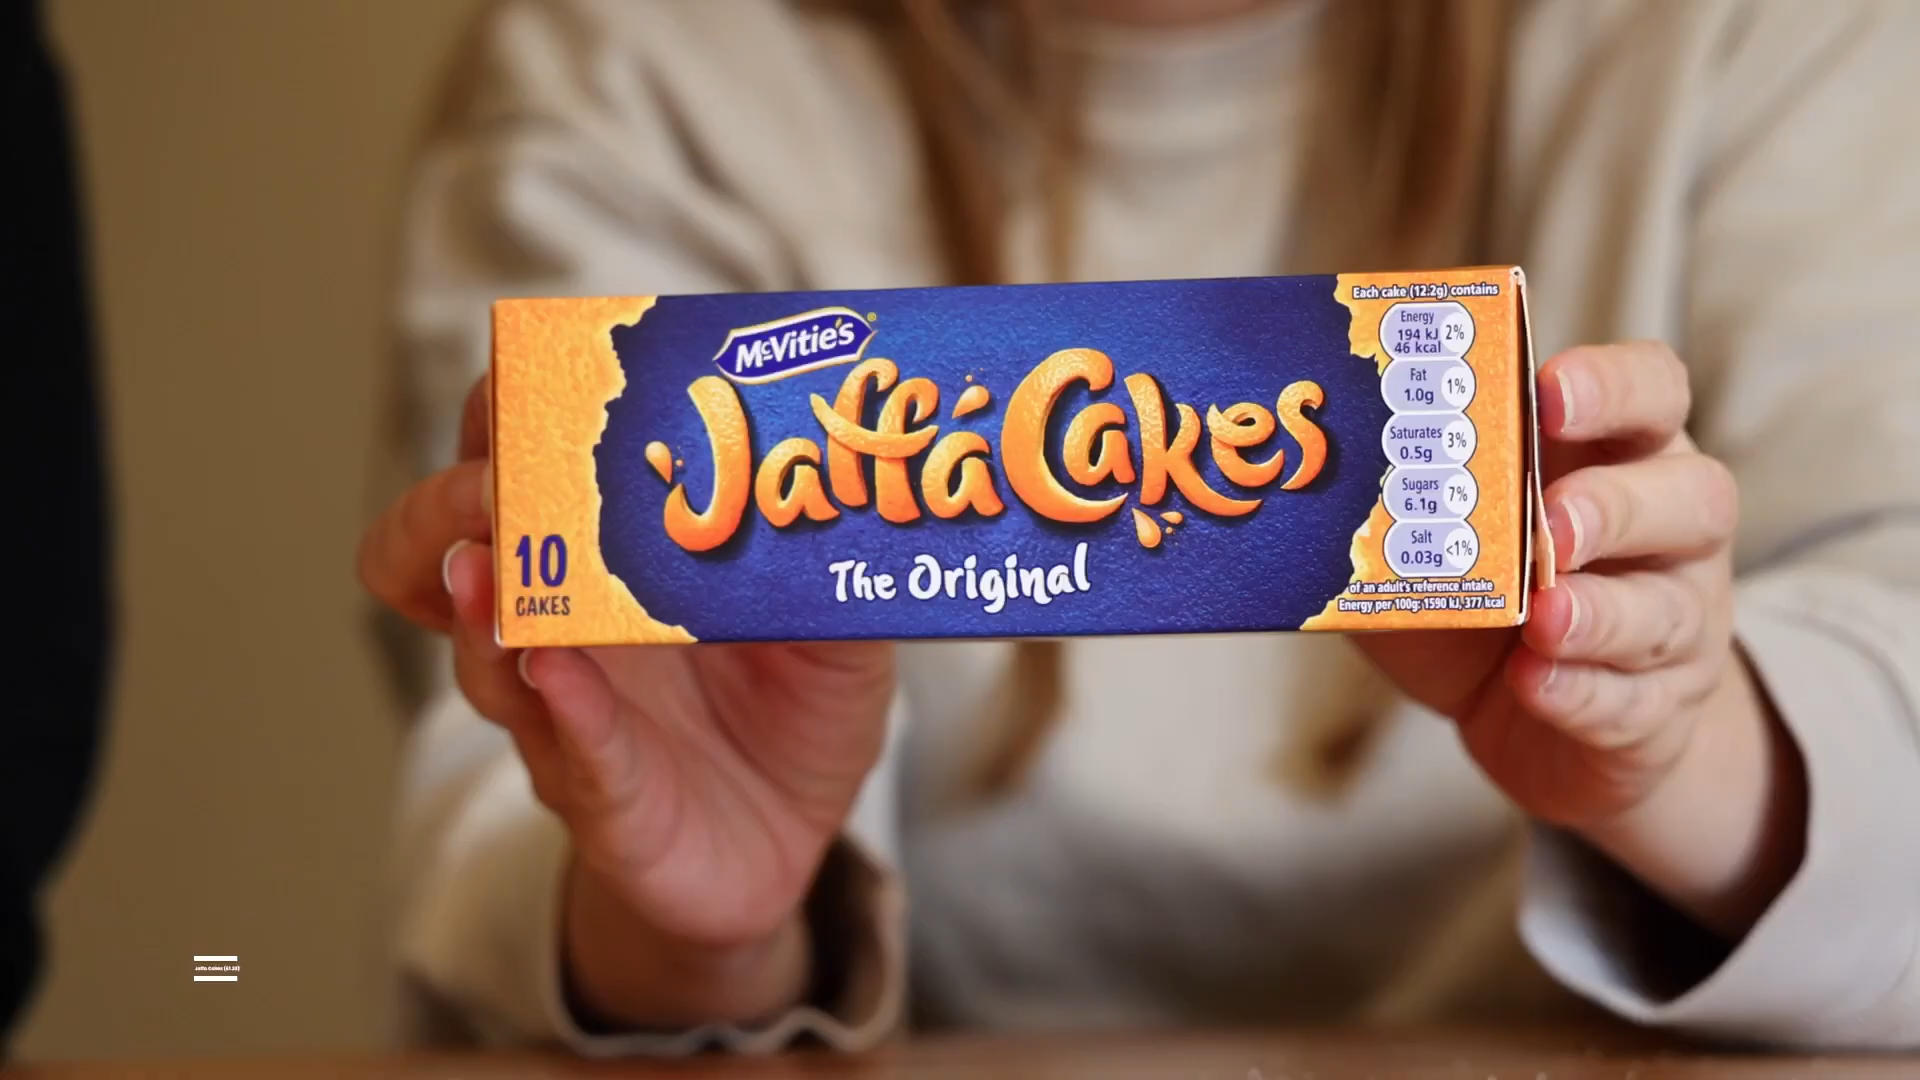 McVitie's
Jaffa Cakes
The Original
10
CAKES
Each cake (12.2g) contains
Energy
194 kJ
46 kcal
2%
Fat
1.0g
1%
Saturates
0.5g
3%
Sugars
6.1g
7%
Salt
0.03g
<1%
of an adult's reference intake
Energy per 100g: 1590 kJ, 377 kcal